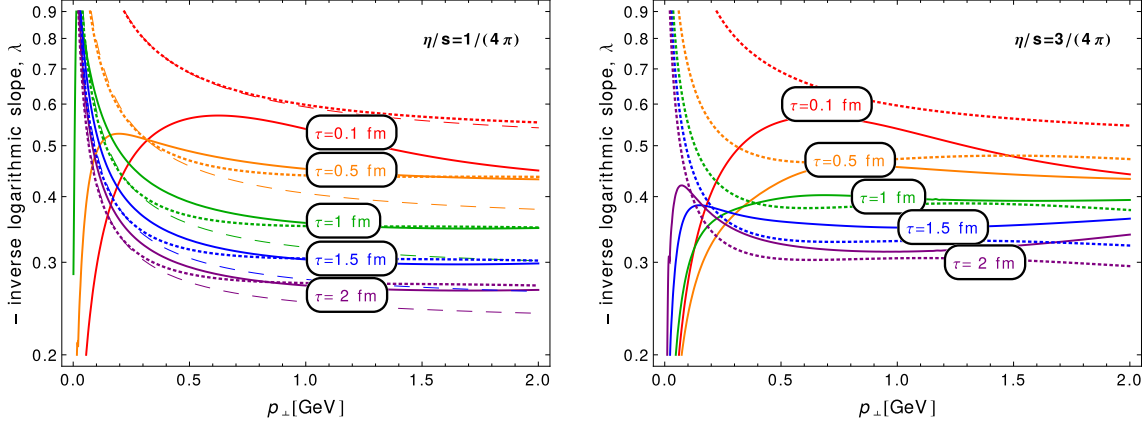 − inverse logarithmic slope, λ
0.9
0.8
0.7
0.6
0.5
0.4
0.3
0.2
η/s=1/(4π)
τ=0.1 fm
τ=0.5 fm
τ=1 fm
τ=1.5 fm
τ=2 fm
0.0 0.5 1.0 1.5 2.0
p⊥[GeV]
− inverse logarithmic slope, λ
0.9
0.8
0.7
0.6
0.5
0.4
0.3
0.2
η/s=3/(4π)
τ=0.1 fm
τ=0.5 fm
τ=1 fm
τ=1.5 fm
τ=2 fm
0.0 0.5 1.0 1.5 2.0
p⊥[GeV]